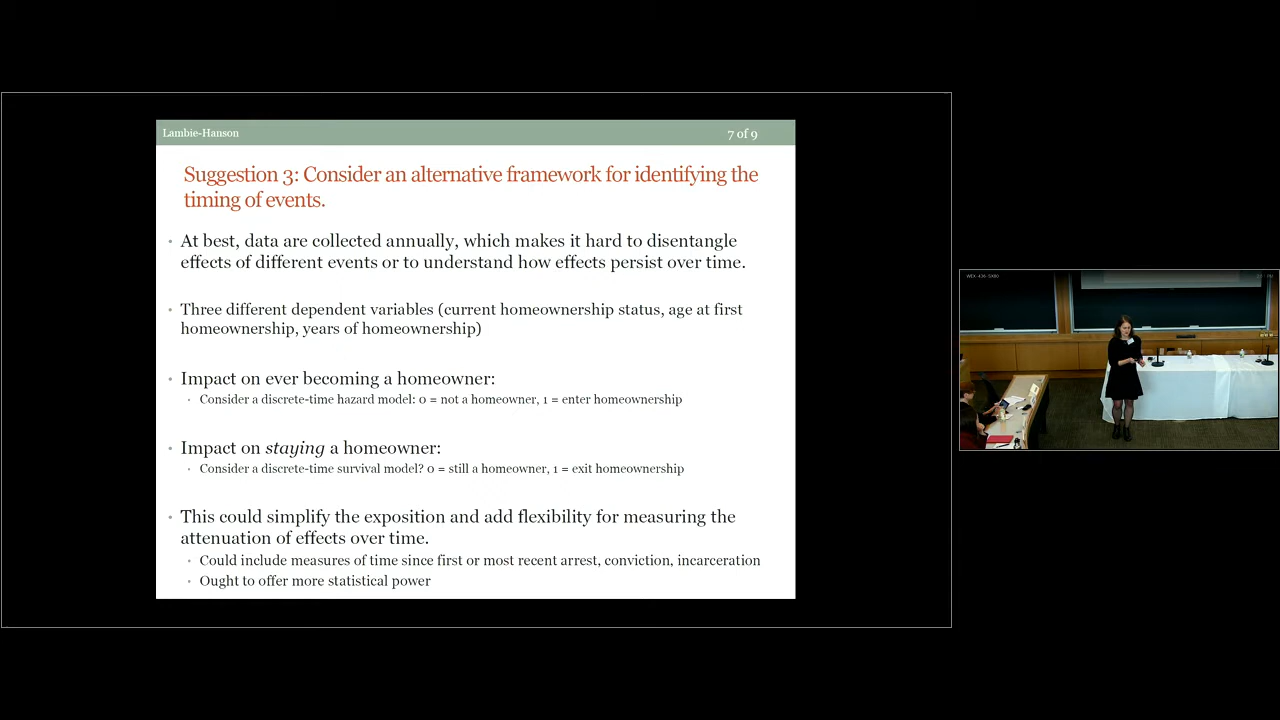 Lambie-Hanson
7 of 9
Suggestion 3: Consider an alternative framework for identifying the
timing of events.
• At best, data are collected annually, which makes it hard to disentangle
effects of different events or to understand how effects persist over time.
• Three different dependent variables (current homeownership status, age at first
homeownership, years of homeownership)
• Impact on ever becoming a homeowner:
• Consider a discrete-time hazard model: 0 = not a homeowner, 1 = enter homeownership
• Impact on staying a homeowner:
• Consider a discrete-time survival model? 0 = still a homeowner, 1 = exit homeownership
• This could simplify the exposition and add flexibility for measuring the
attenuation of effects over time.
• Could include measures of time since first or most recent arrest, conviction, incarceration
• Ought to offer more statistical power